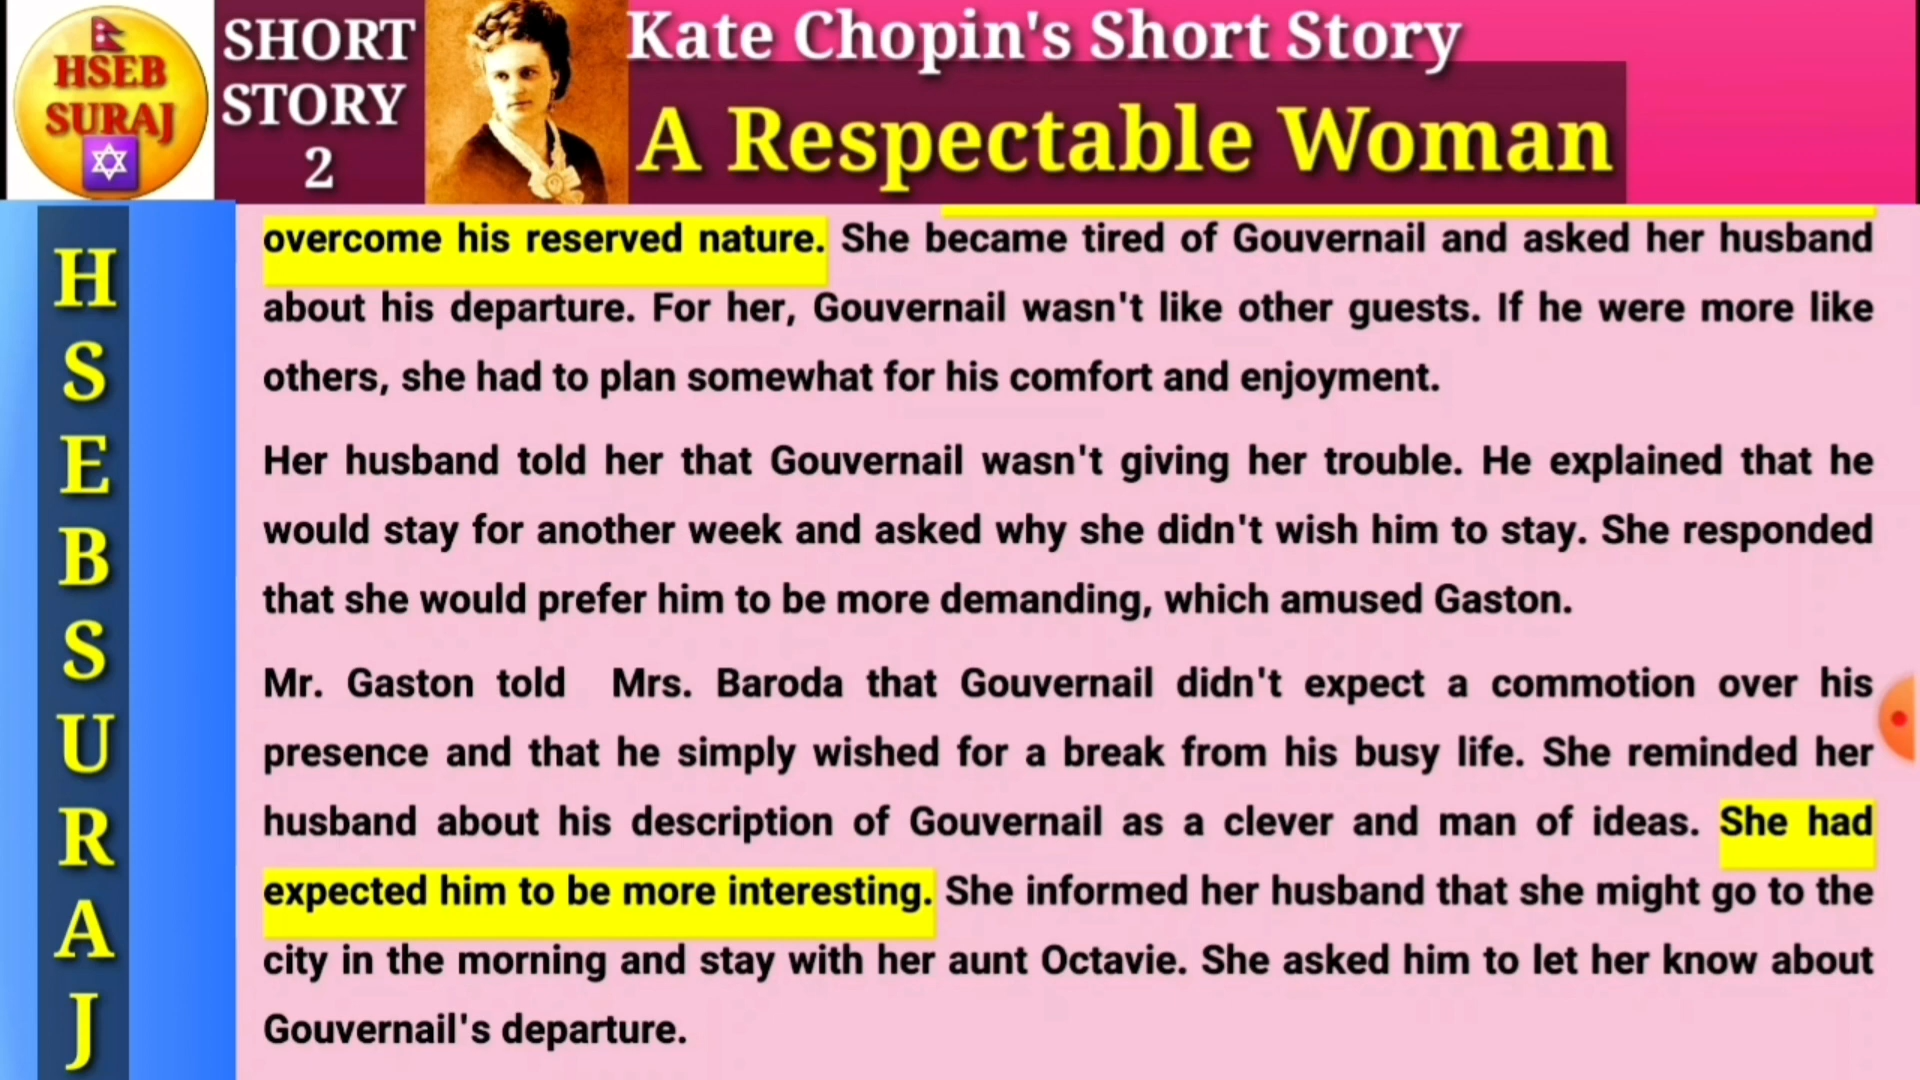 HSEB
SURAJ
SHORT
STORY
2
Kate Chopin's Short Story
A Respectable Woman
H
S
E
B
S
U
R
A
J
overcome his reserved nature. She became tired of Gouvernail and asked her husband
about his departure. For her, Gouvernail wasn't like other guests. If he were more like
others, she had to plan somewhat for his comfort and enjoyment.
Her husband told her that Gouvernail wasn't giving her trouble. He explained that he
would stay for another week and asked why she didn't wish him to stay. She responded
that she would prefer him to be more demanding, which amused Gaston.
Mr. Gaston told Mrs. Baroda that Gouvernail didn't expect a commotion over his
presence and that he simply wished for a break from his busy life. She reminded her
husband about his description of Gouvernail as a clever and man of ideas. She had
expected him to be more interesting. She informed her husband that she might go to the
city in the morning and stay with her aunt Octavie. She asked him to let her know about
Gouvernail's departure.